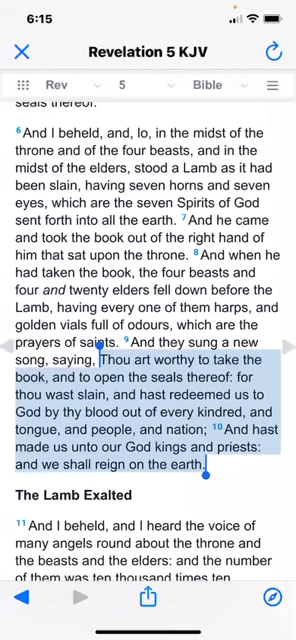 6:15
Revelation 5 KJV
Rev 5 Bible
seals thereof.
6And I beheld, and, lo, in the midst of the
throne and of the four beasts, and in the
midst of the elders, stood a Lamb as it had
been slain, having seven horns and seven
eyes, which are the seven Spirits of God
sent forth into all the earth. 7And he came
and took the book out of the right hand of
him that sat upon the throne. 8And when he
had taken the book, the four beasts and
four and twenty elders fell down before the
Lamb, having every one of them harps, and
golden vials full of odours, which are the
prayers of saints. 9And they sung a new
song, saying, Thou art worthy to take the
book, and to open the seals thereof: for
thou wast slain, and hast redeemed us to
God by thy blood out of every kindred, and
tongue, and people, and nation; 10And hast
made us unto our God kings and priests:
and we shall reign on the earth.
The Lamb Exalted
11And I beheld, and I heard the voice of
many angels round about the throne and
the beasts and the elders: and the number
of them was ten thousand times ten